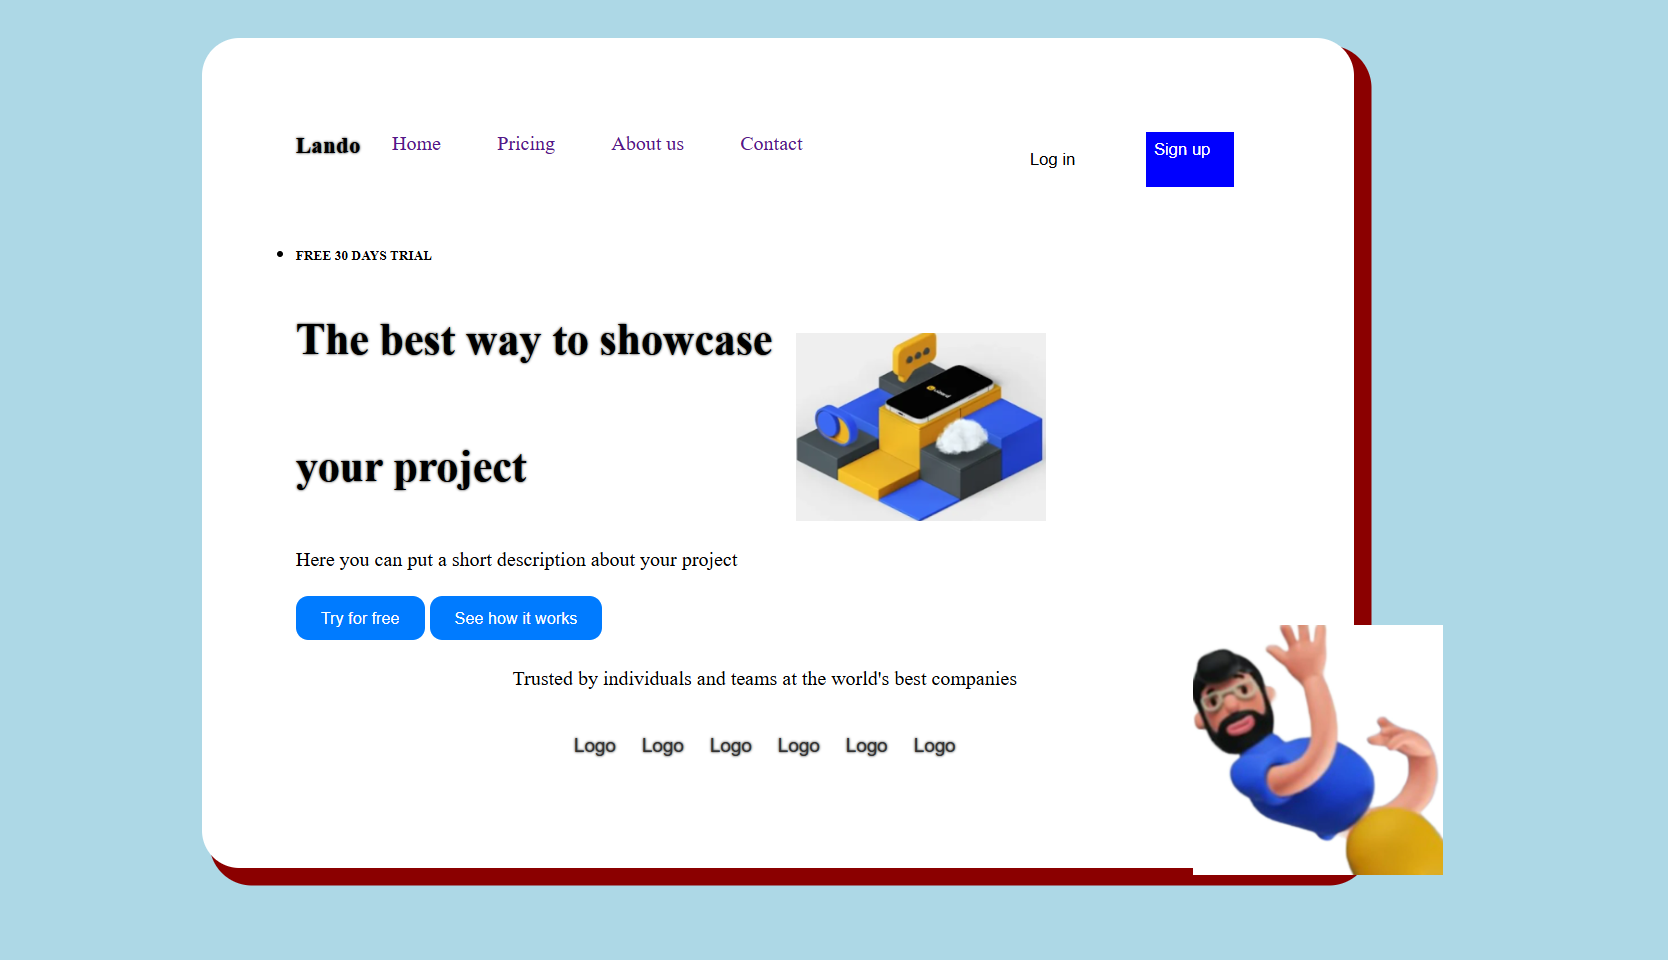 Lando Home Pricing About us Contact Log in Sign up
FREE 30 DAYS TRIAL
The best way to showcase
your project
Here you can put a short description about your project
Try for free See how it works
Trusted by individuals and teams at the world's best companies
Logo Logo Logo Logo Logo Logo